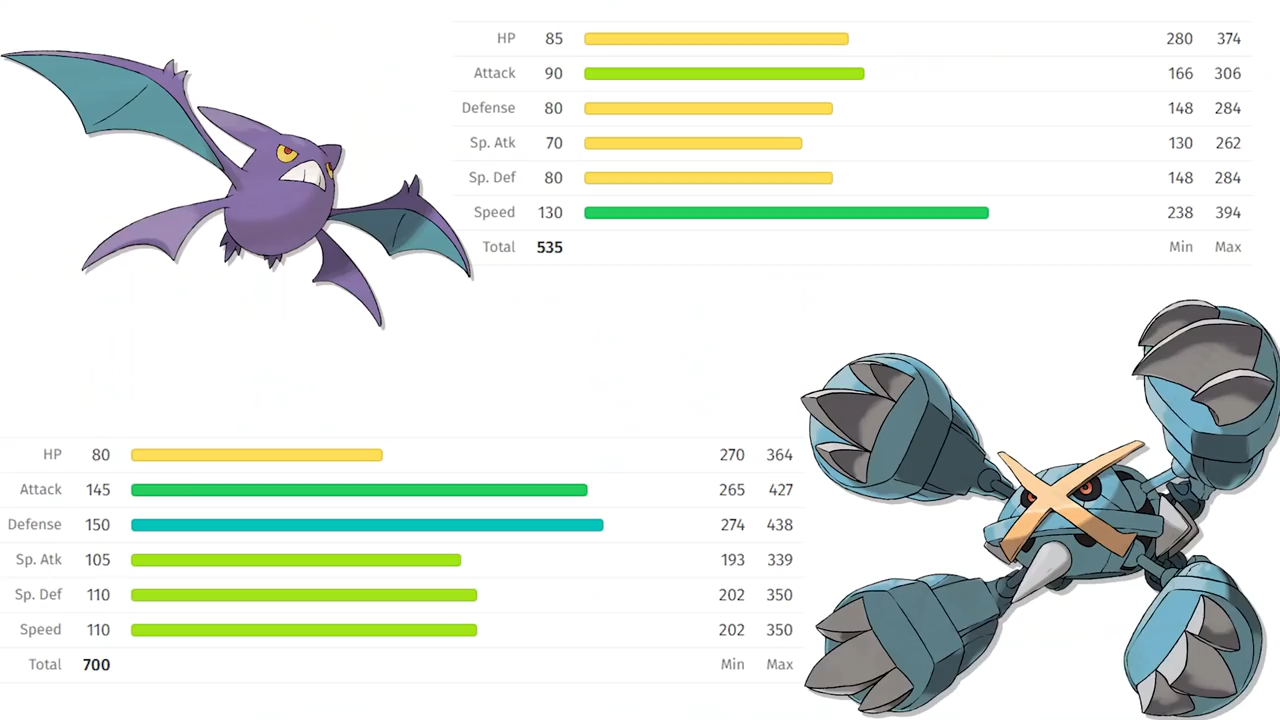 HP 85 280 374
Attack 90 166 306
Defense 80 148 284
Sp. Atk 70 130 262
Sp. Def 80 148 284
Speed 130 238 394
Total 535 Min Max
HP 80 270 364
Attack 145 265 427
Defense 150 274 438
Sp. Atk 105 193 339
Sp. Def 110 202 350
Speed 110 202 350
Total 700 Min Max